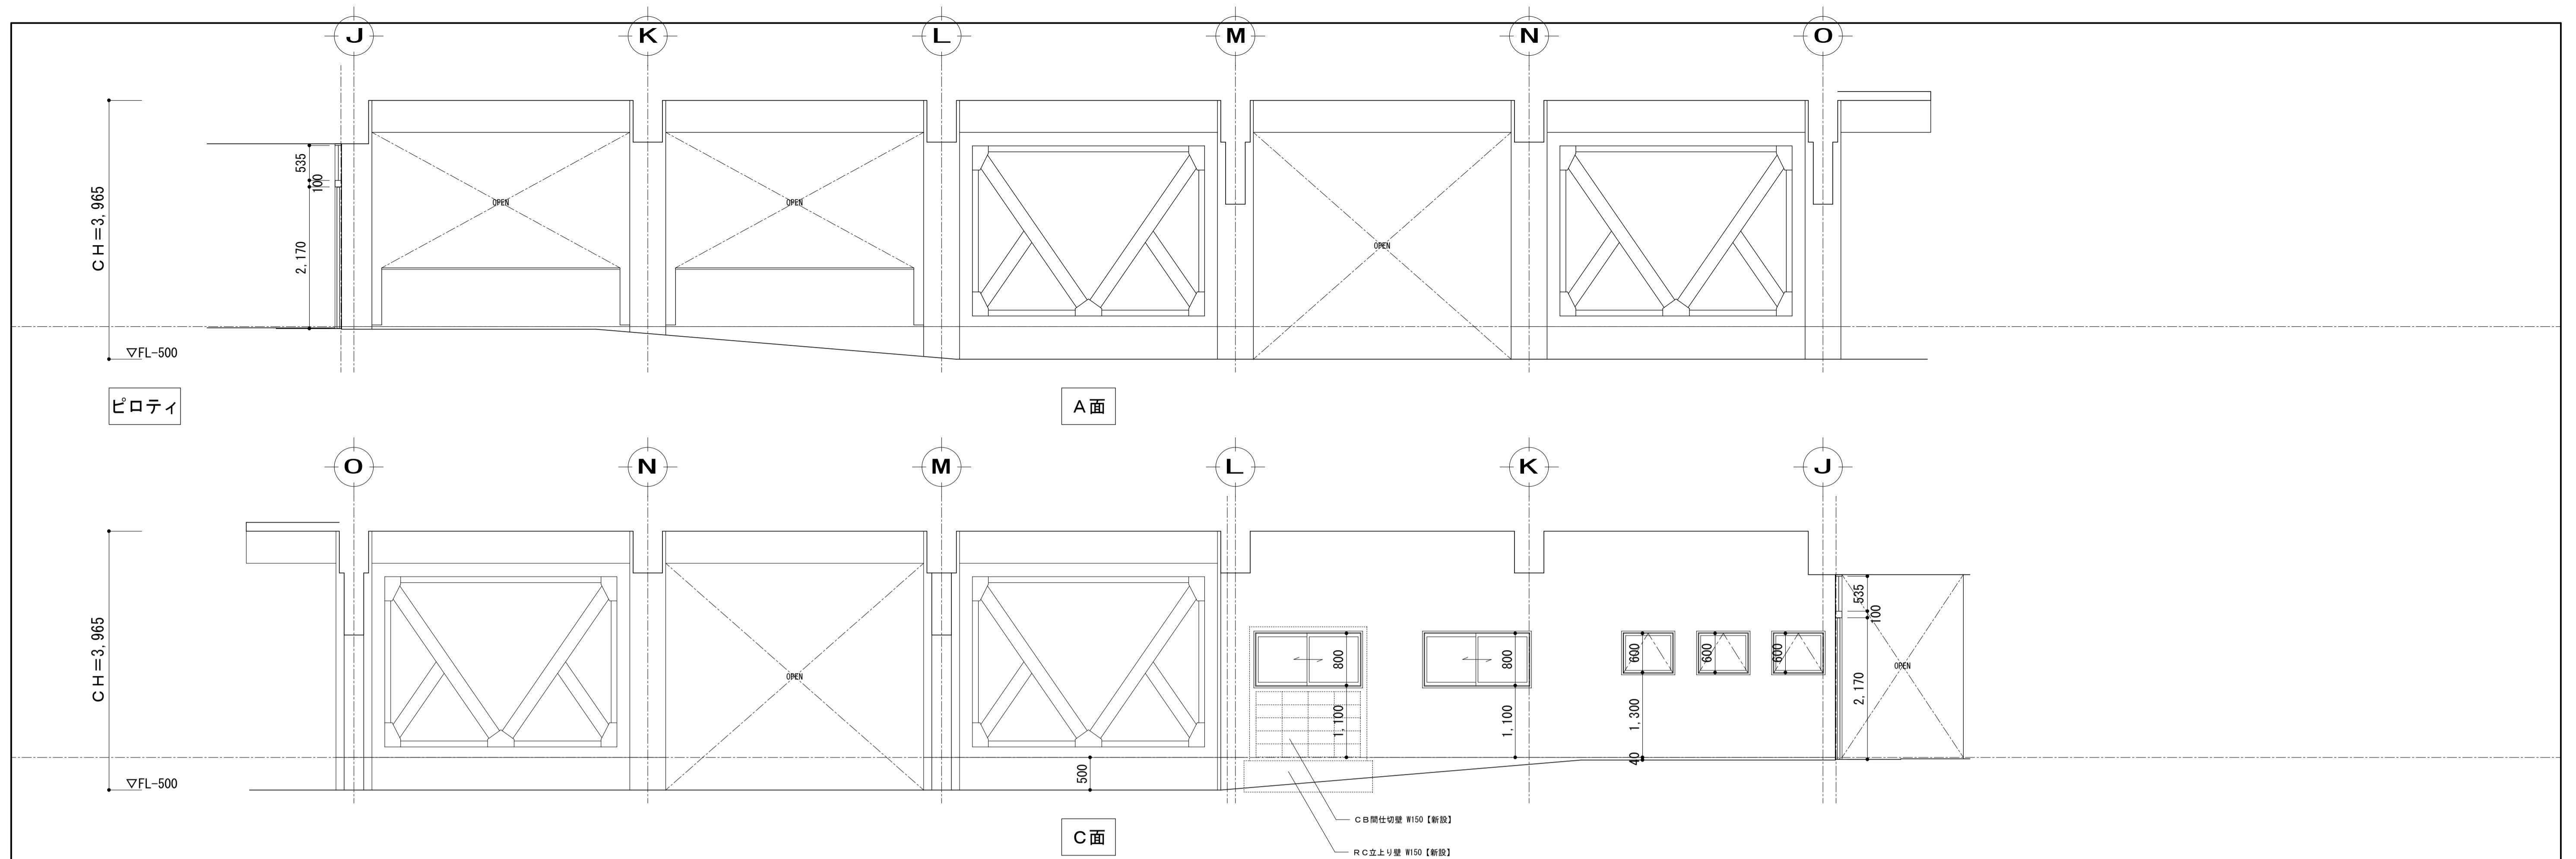 J K L M N O
535
100
CH=3,965
2,170
OPEN OPEN OPEN
▽FL-500
ピロティ
A面
O N M L K J
535
100
CH=3,965
800 800 600 600 600
OPEN OPEN
2,170
1,100 1,100 1,300
500
40
▽FL-500
CB間仕切壁 W150【新設】
C面
RC立上り壁 W150【新設】